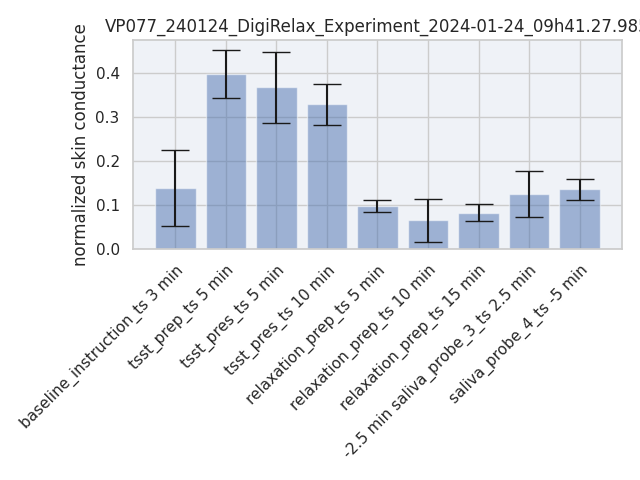 VP077_240124_DigiRelax_Experiment_2024-01-24_09h41.27.98
normalized skin conductance
0.4
0.3
0.2
0.1
0.0
baseline_instruction_ts 3 min
tsst_prep_ts 5 min
tsst_pres_ts 5 min
tsst_pres_ts 10 min
relaxation_prep_ts 5 min
relaxation_prep_ts 10 min
relaxation_prep_ts 15 min
-2.5 min saliva_probe_3_ts 2.5 min
saliva_probe_4_ts -5 min